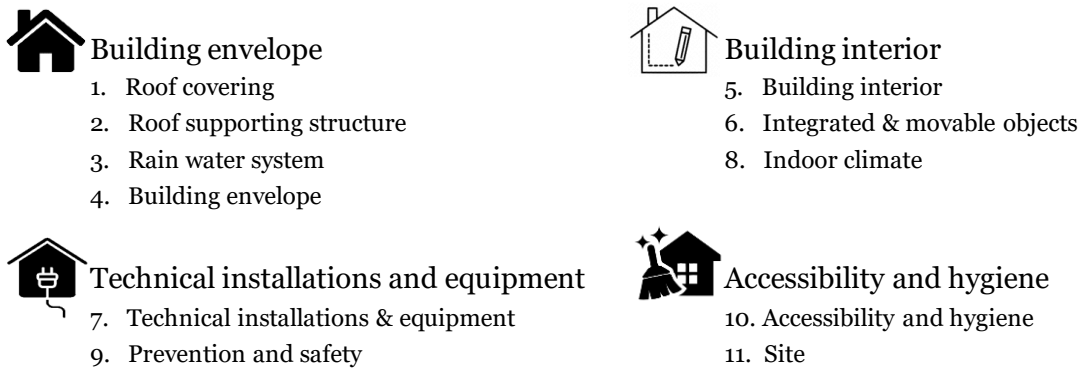 Building envelope
1. Roof covering
2. Roof supporting structure
3. Rain water system
4. Building envelope
Building interior
5. Building interior
6. Integrated & movable objects
8. Indoor climate
Technical installations and equipment
7. Technical installations & equipment
9. Prevention and safety
Accessibility and hygiene
10. Accessibility and hygiene
11. Site